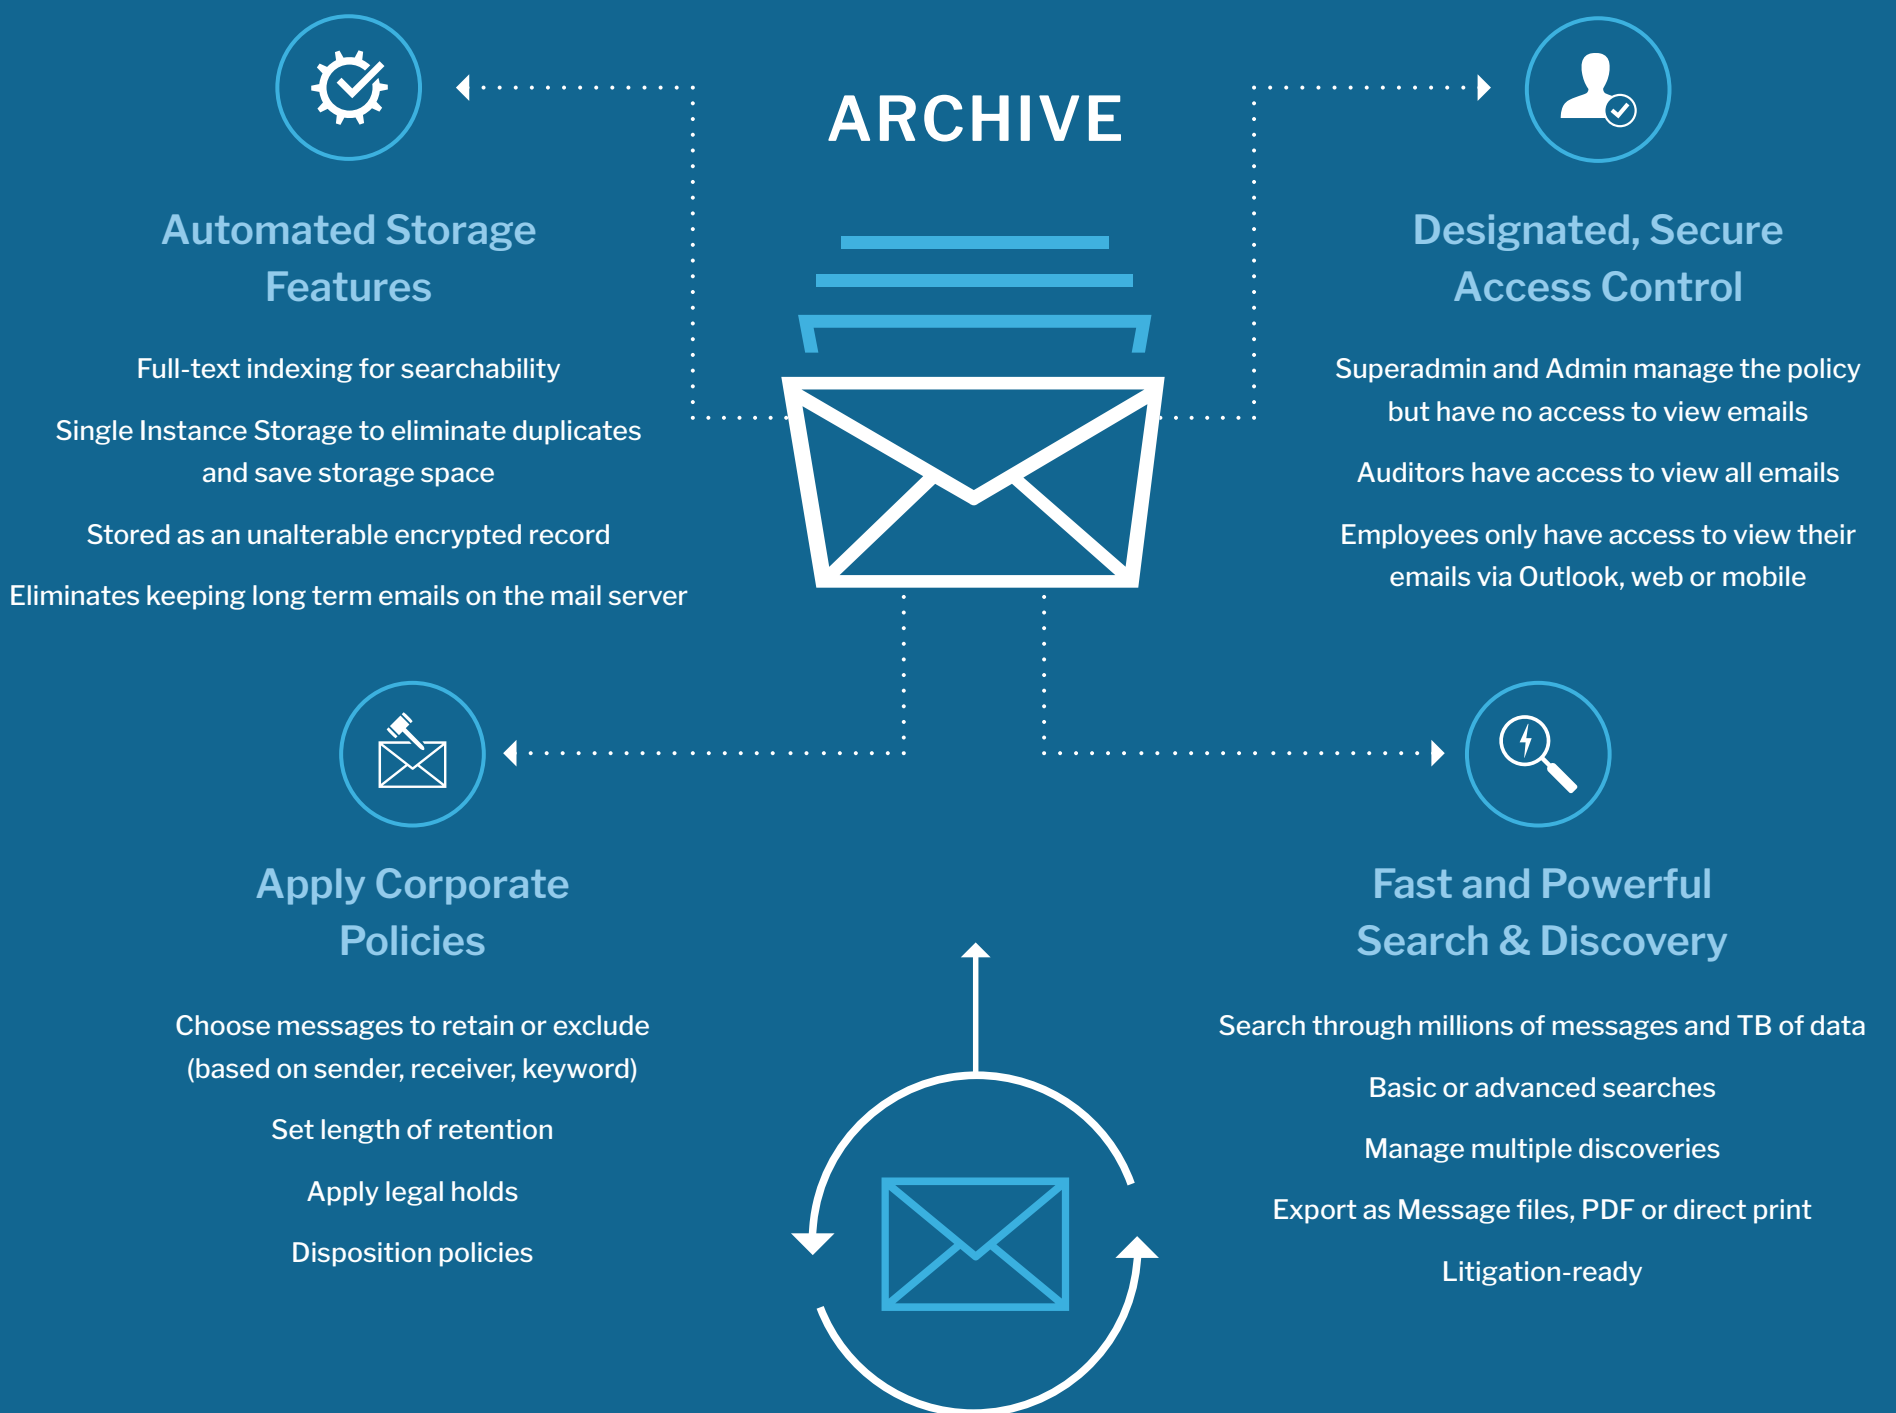 ARCHIVE
Automated Storage
Features
Full-text indexing for searchability
Single Instance Storage to eliminate duplicates
and save storage space
Stored as an unalterable encrypted record
Eliminates keeping long term emails on the mail server
Designated, Secure
Access Control
Superadmin and Admin manage the policy
but have no access to view emails
Auditors have access to view all emails
Employees only have access to view their
emails via Outlook, web or mobile
Apply Corporate
Policies
Choose messages to retain or exclude
(based on sender, receiver, keyword)
Set length of retention
Apply legal holds
Disposition policies
Fast and Powerful
Search & Discovery
Search through millions of messages and TB of data
Basic or advanced searches
Manage multiple discoveries
Export as Message files, PDF or direct print
Litigation-ready